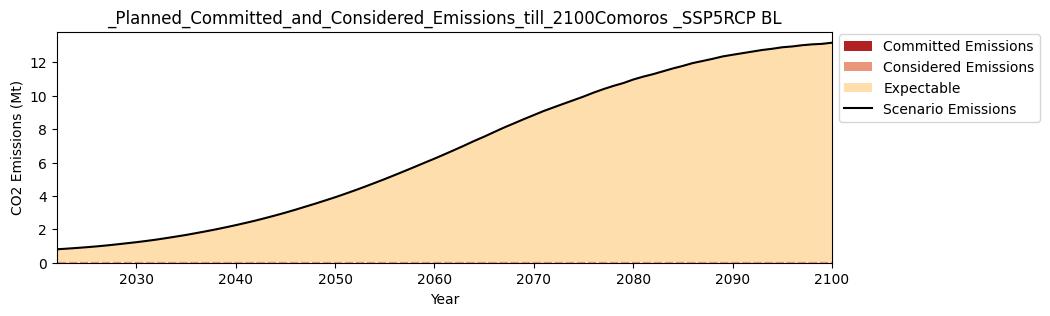 _Planned_Committed_and_Considered_Emissions_till_2100Comoros _SSP5RCP BL
CO2 Emissions (Mt)
12
10
8
6
4
2
0
2030 2040 2050 2060 2070 2080 2090 2100
Year
Committed Emissions
Considered Emissions
Expectable
Scenario Emissions